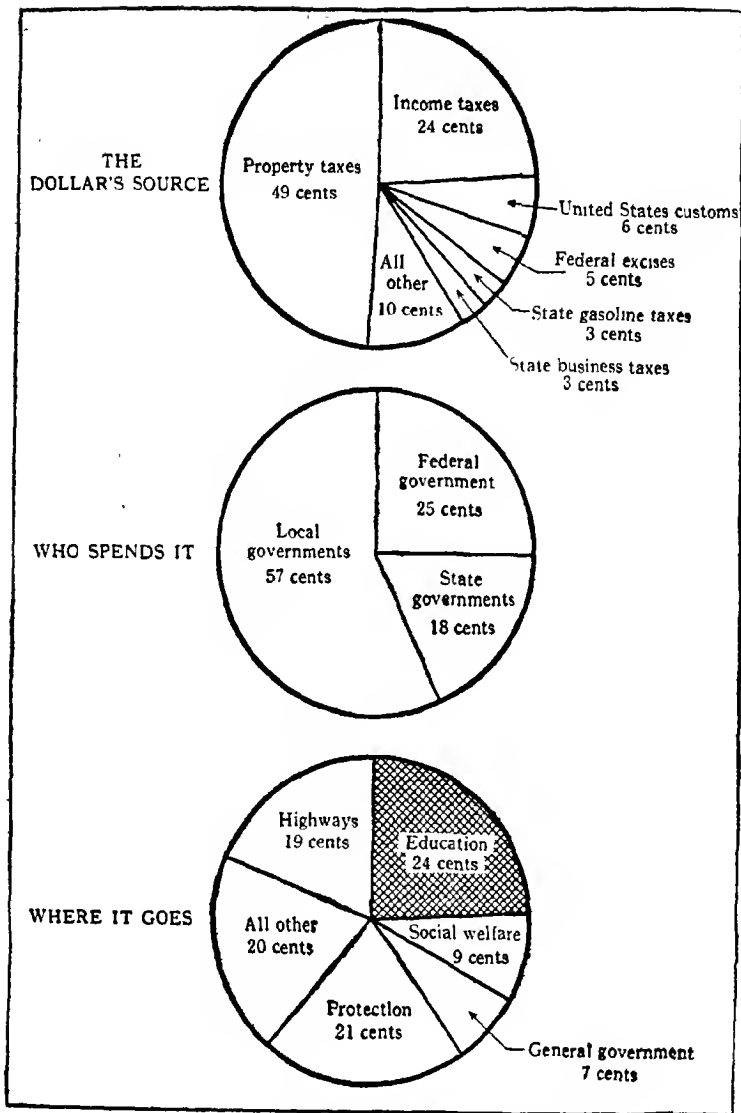 THE
DOLLAR'S SOURCE
Property taxes
49 cents
Income taxes
24 cents
United States customs
6 cents
Federal excises
5 cents
State gasoline taxes
3 cents
State business taxes
3 cents
All
other
10 cents
WHO SPENDS IT
Local
governments
57 cents
Federal
government
25 cents
State
governments
18 cents
WHERE IT GOES
Highways
19 cents
Education
24 cents
Social welfare
9 cents
General government
7 cents
Protection
21 cents
All other
20 cents